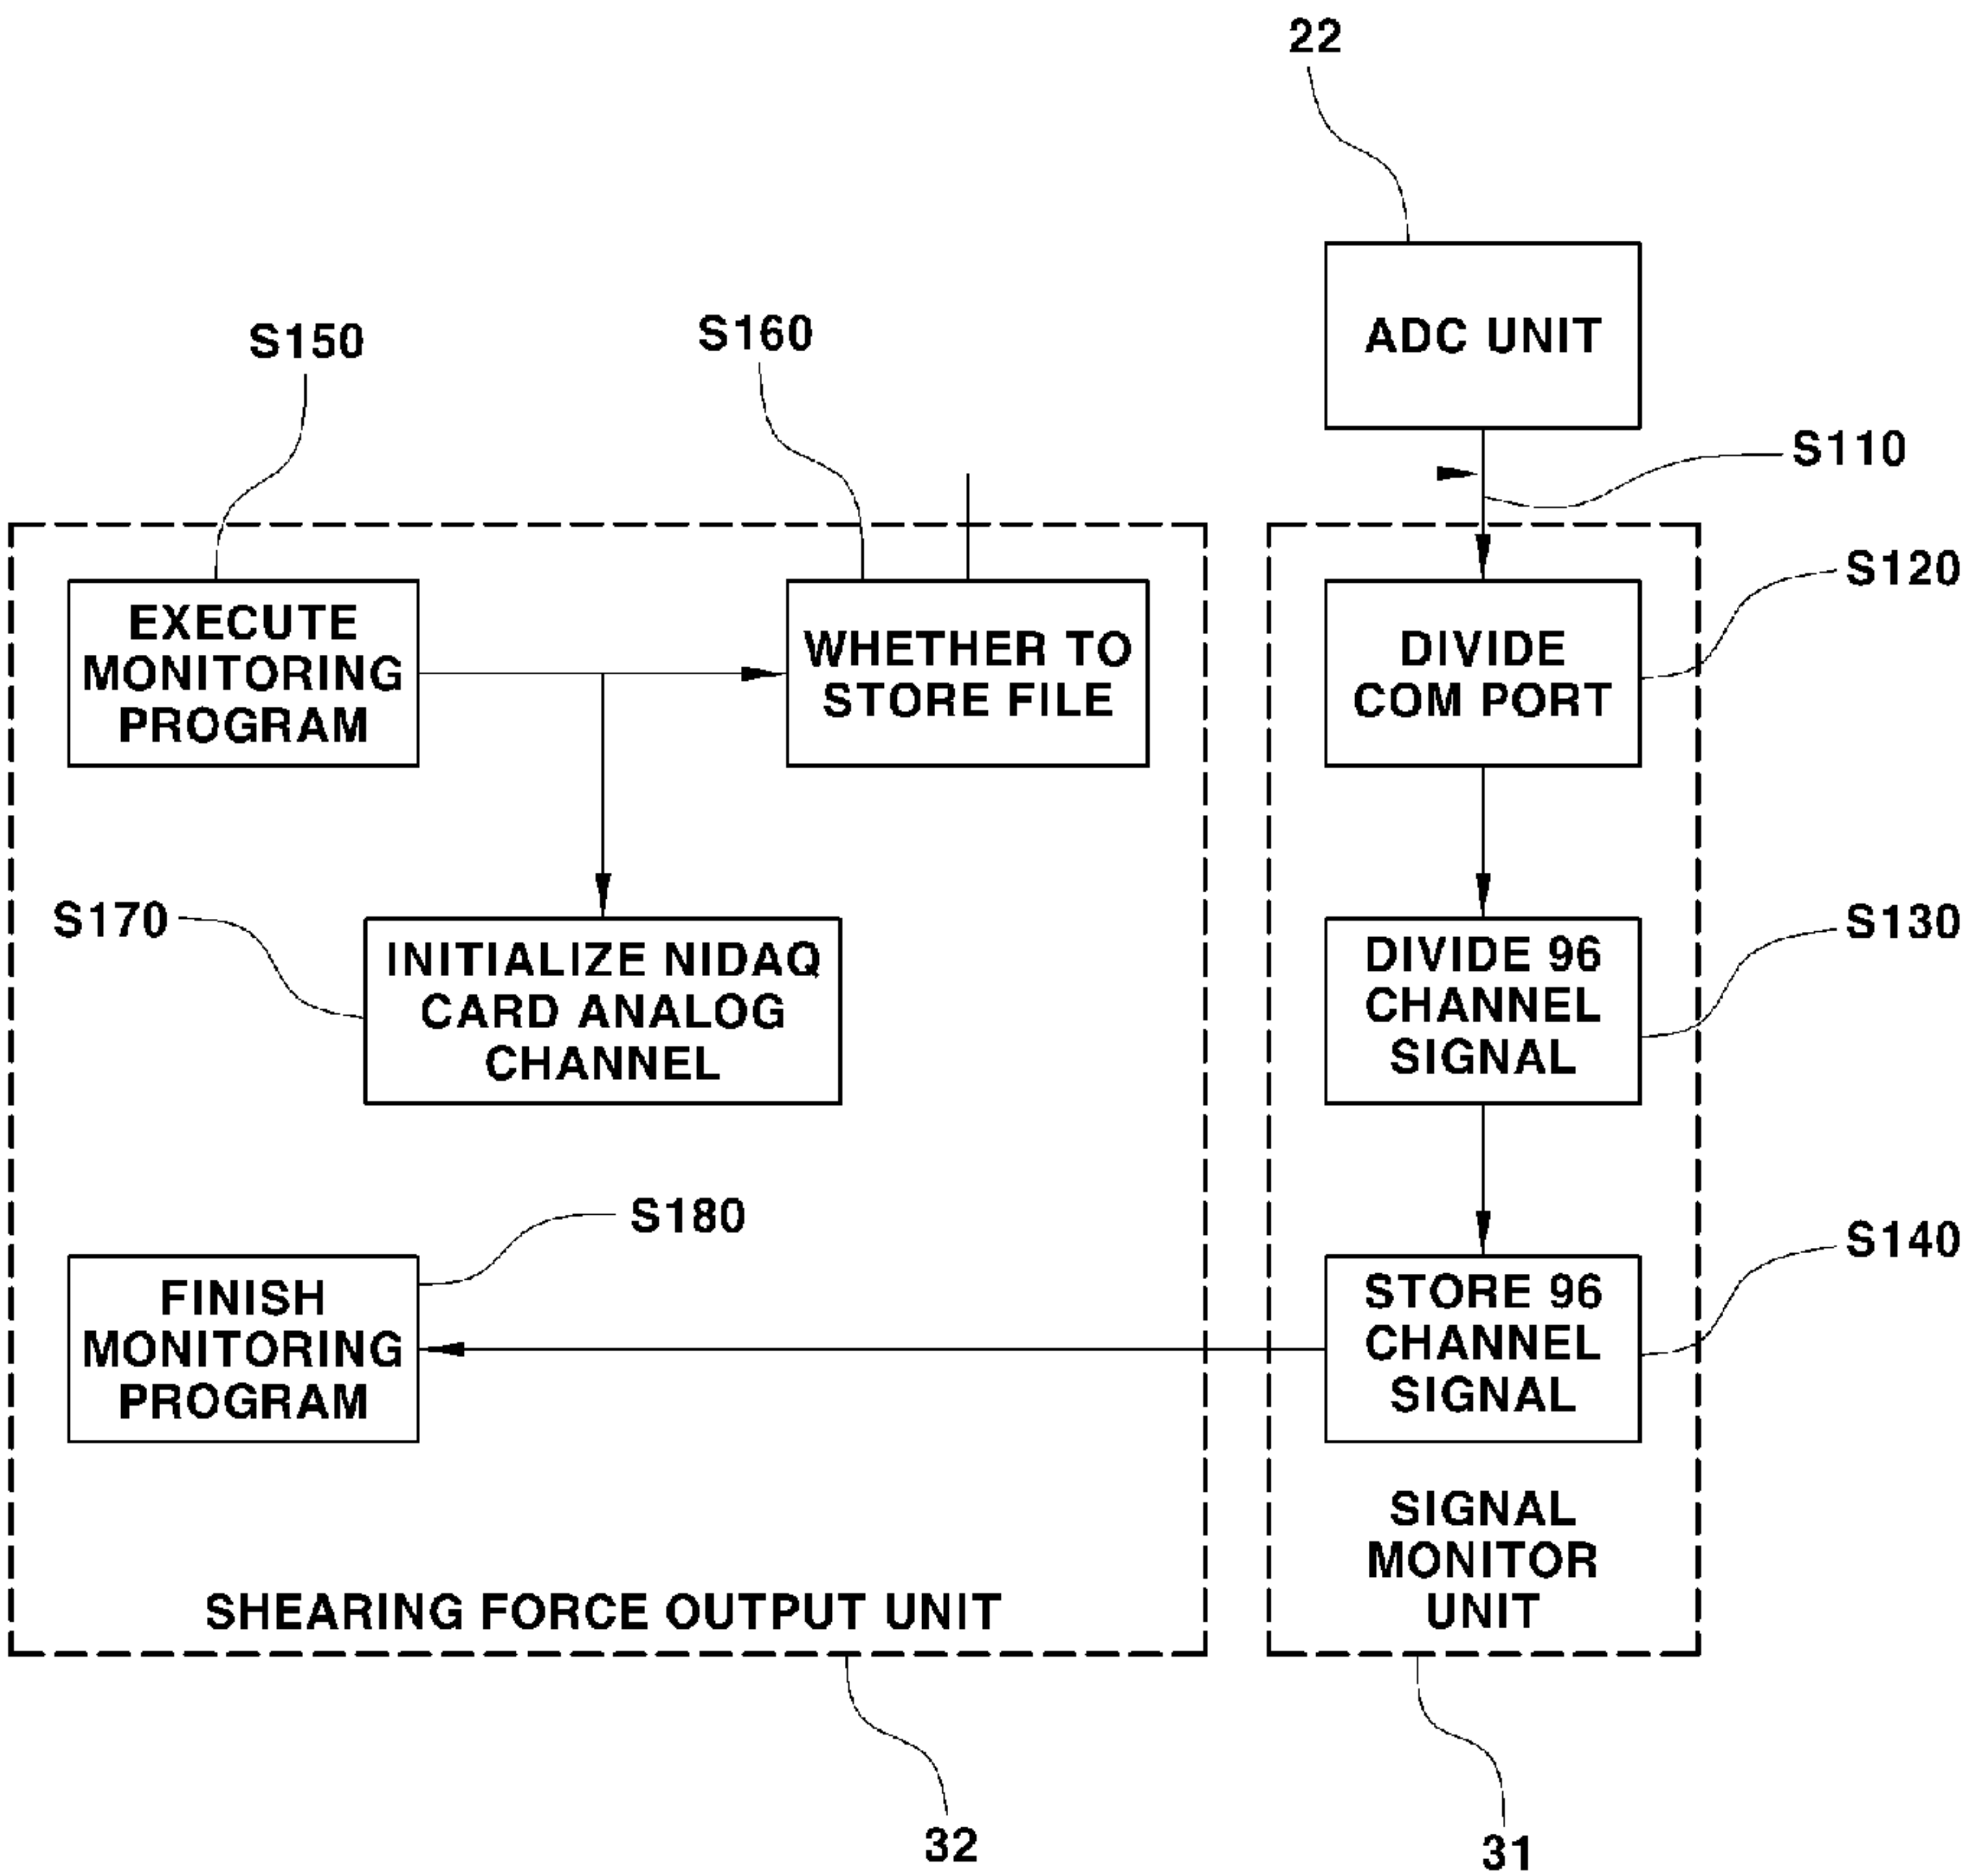 22
ADC UNIT
S110
S150
S160
EXECUTE
MONITORING
PROGRAM
WHETHER TO
STORE FILE
S120
DIVIDE
COM PORT
S170
INITIALIZE NIDAQ
CARD ANALOG
CHANNEL
S130
DIVIDE 96
CHANNEL
SIGNAL
S180
FINISH
MONITORING
PROGRAM
S140
STORE 96
CHANNEL
SIGNAL
SHEARING FORCE OUTPUT UNIT
SIGNAL
MONITOR
UNIT
32
31